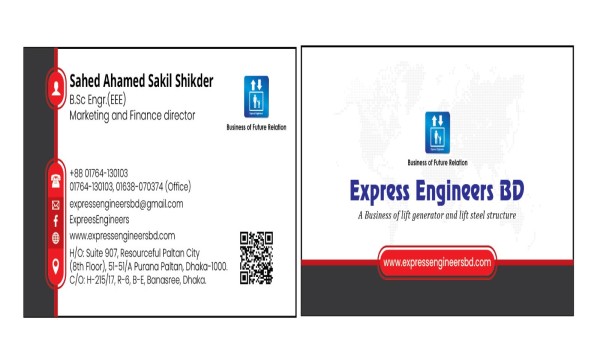 Sahed Ahamed Sakil Shikder
B.Sc Engr.(EEE)
Marketing and Finance director
Business of Future Relation
+88 01764-130103
01764-130103, 01638-070374 (Office)
expressengineersbd@gmail.com
ExpreesEngineers
www.expressengineersbd.com
H/O: Suite 907, Resourceful Paltan City
(8th Floor), 51-51/A Purana Paltan, Dhaka-1000.
C/O: H-215/17, R-6, B-E, Banasree, Dhaka.
Business of Future Relation
Express Engineers BD
A Business of lift generator and lift steel structure
www.expressengineersbd.com